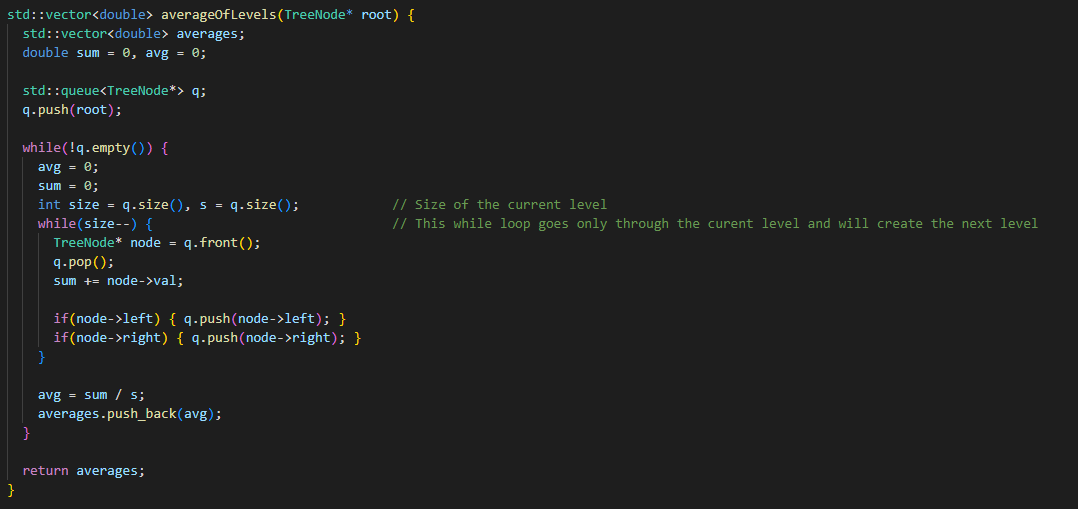 std::vector<double> averageOfLevels(TreeNode* root) {
  std::vector<double> averages;
  double sum = 0, avg = 0;

  std::queue<TreeNode*> q;
  q.push(root);

  while(!q.empty()) {
    avg = 0;
    sum = 0;
    int size = q.size(), s = q.size();            // Size of the current level
    while(size--) {                               // This while loop goes only through the curent level and will create the next level
      TreeNode* node = q.front();
      q.pop();
      sum += node->val;

      if(node->left) { q.push(node->left); }
      if(node->right) { q.push(node->right); }
    }

    avg = sum / s;
    averages.push_back(avg);
  }

  return averages;
}